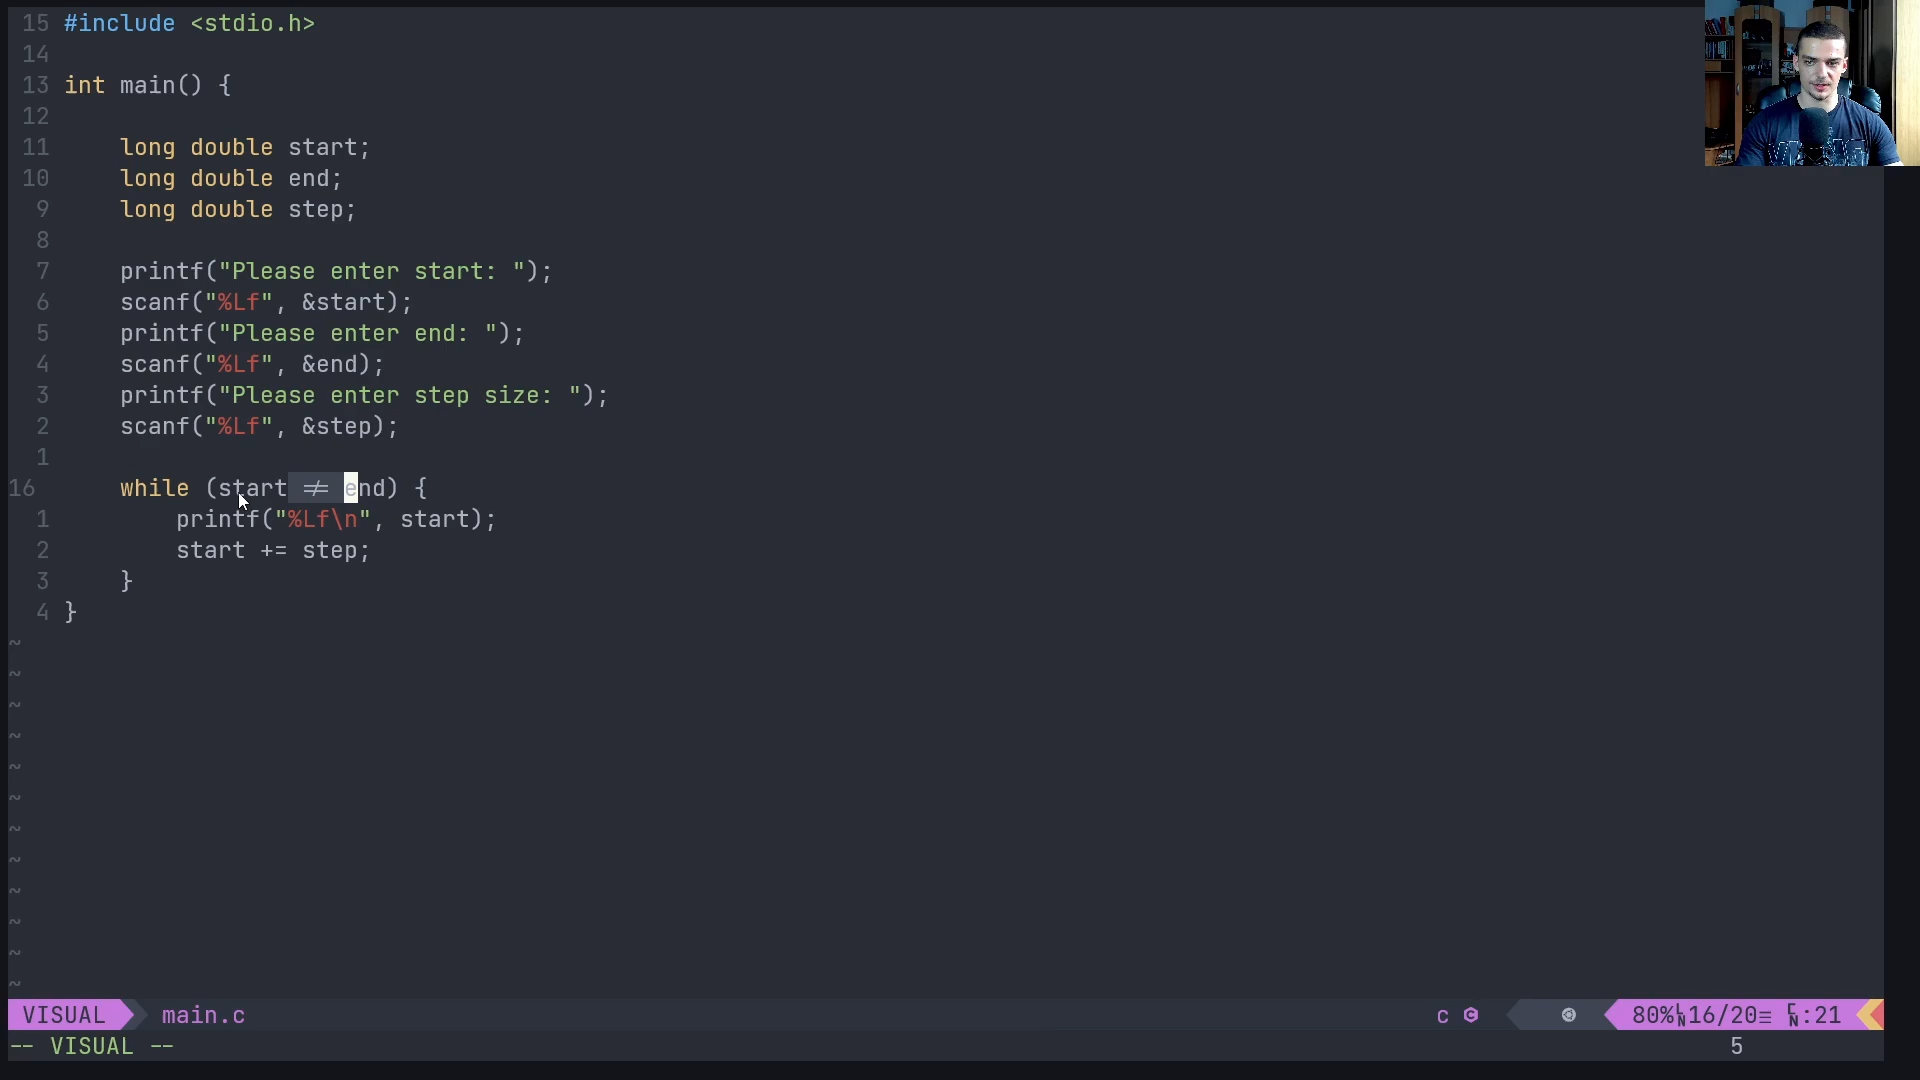 15 #include <stdio.h>
14
13 int main() {
12
11 long double start;
10 long double end;
9 long double step;
8
7 printf("Please enter start: ");
6 scanf("%Lf", &start);
5 printf("Please enter end: ");
4 scanf("%Lf", &end);
3 printf("Please enter step size: ");
2 scanf("%Lf", &step);
1
16 while (start ≠ end) {
1 printf("%Lf\n", start);
2 start += step;
3 }
4 }
~
~
~
~
~
~
~
~
~
~
~
~
VISUAL main.c c 80% LN 16/20≡ CN:21
-- VISUAL -- 5